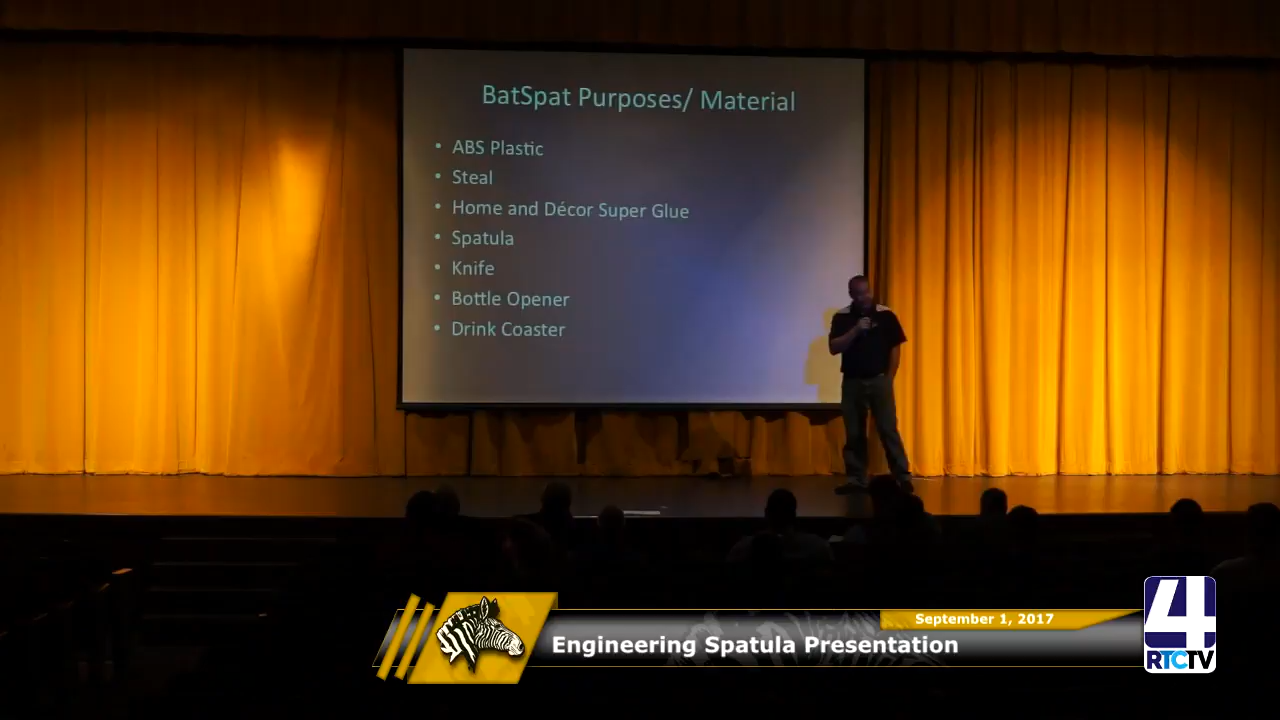 BatSpat Purposes/ Material
• ABS Plastic
• Steal
• Home and Décor Super Glue
• Spatula
• Knife
• Bottle Opener
• Drink Coaster
September 1, 2017
Engineering Spatula Presentation
4
RTCTV